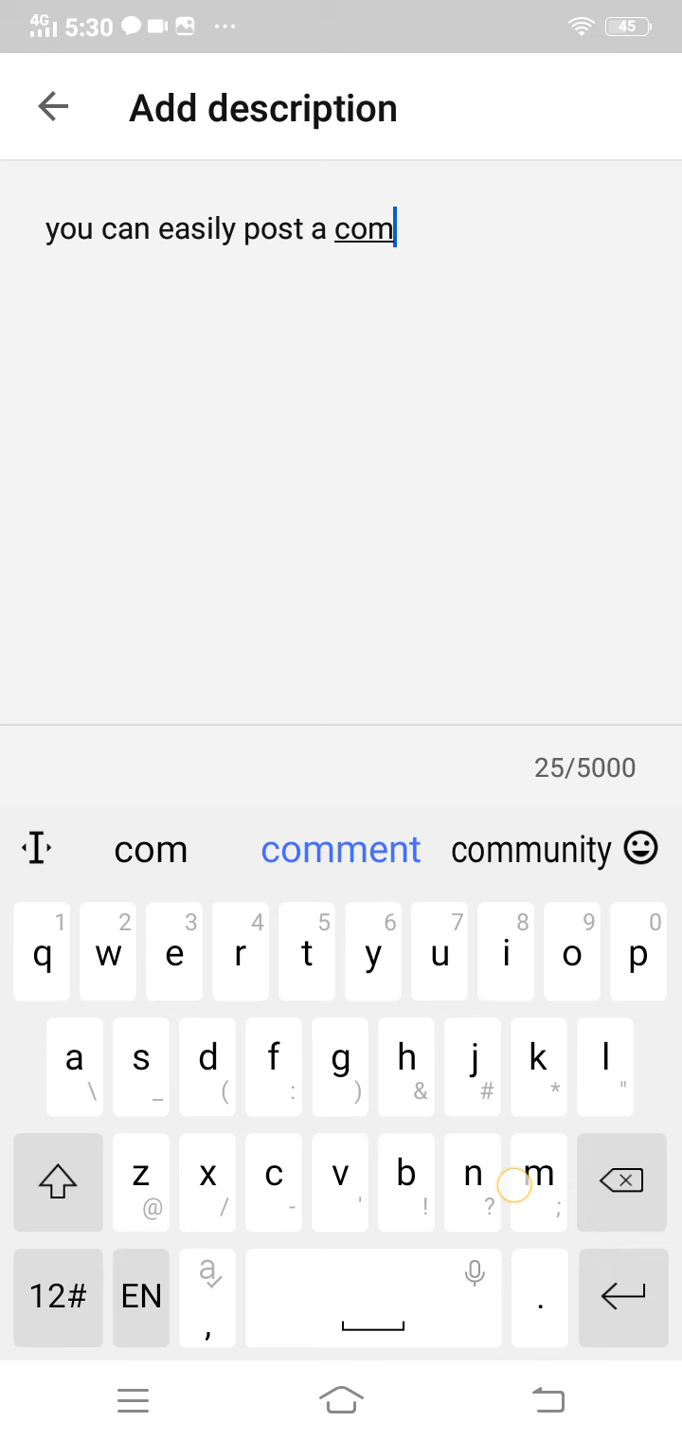 4G 5:30 ... 45
Add description
you can easily post a com
25/5000
com comment community
1 2 3 4 5 6 7 8 9 0
q w e r t y u i o p
a s d f g h j k l
\ _ ( : ) & # * "
z x c v b n m
@ / - ' ! ? ;
12# EN a , .